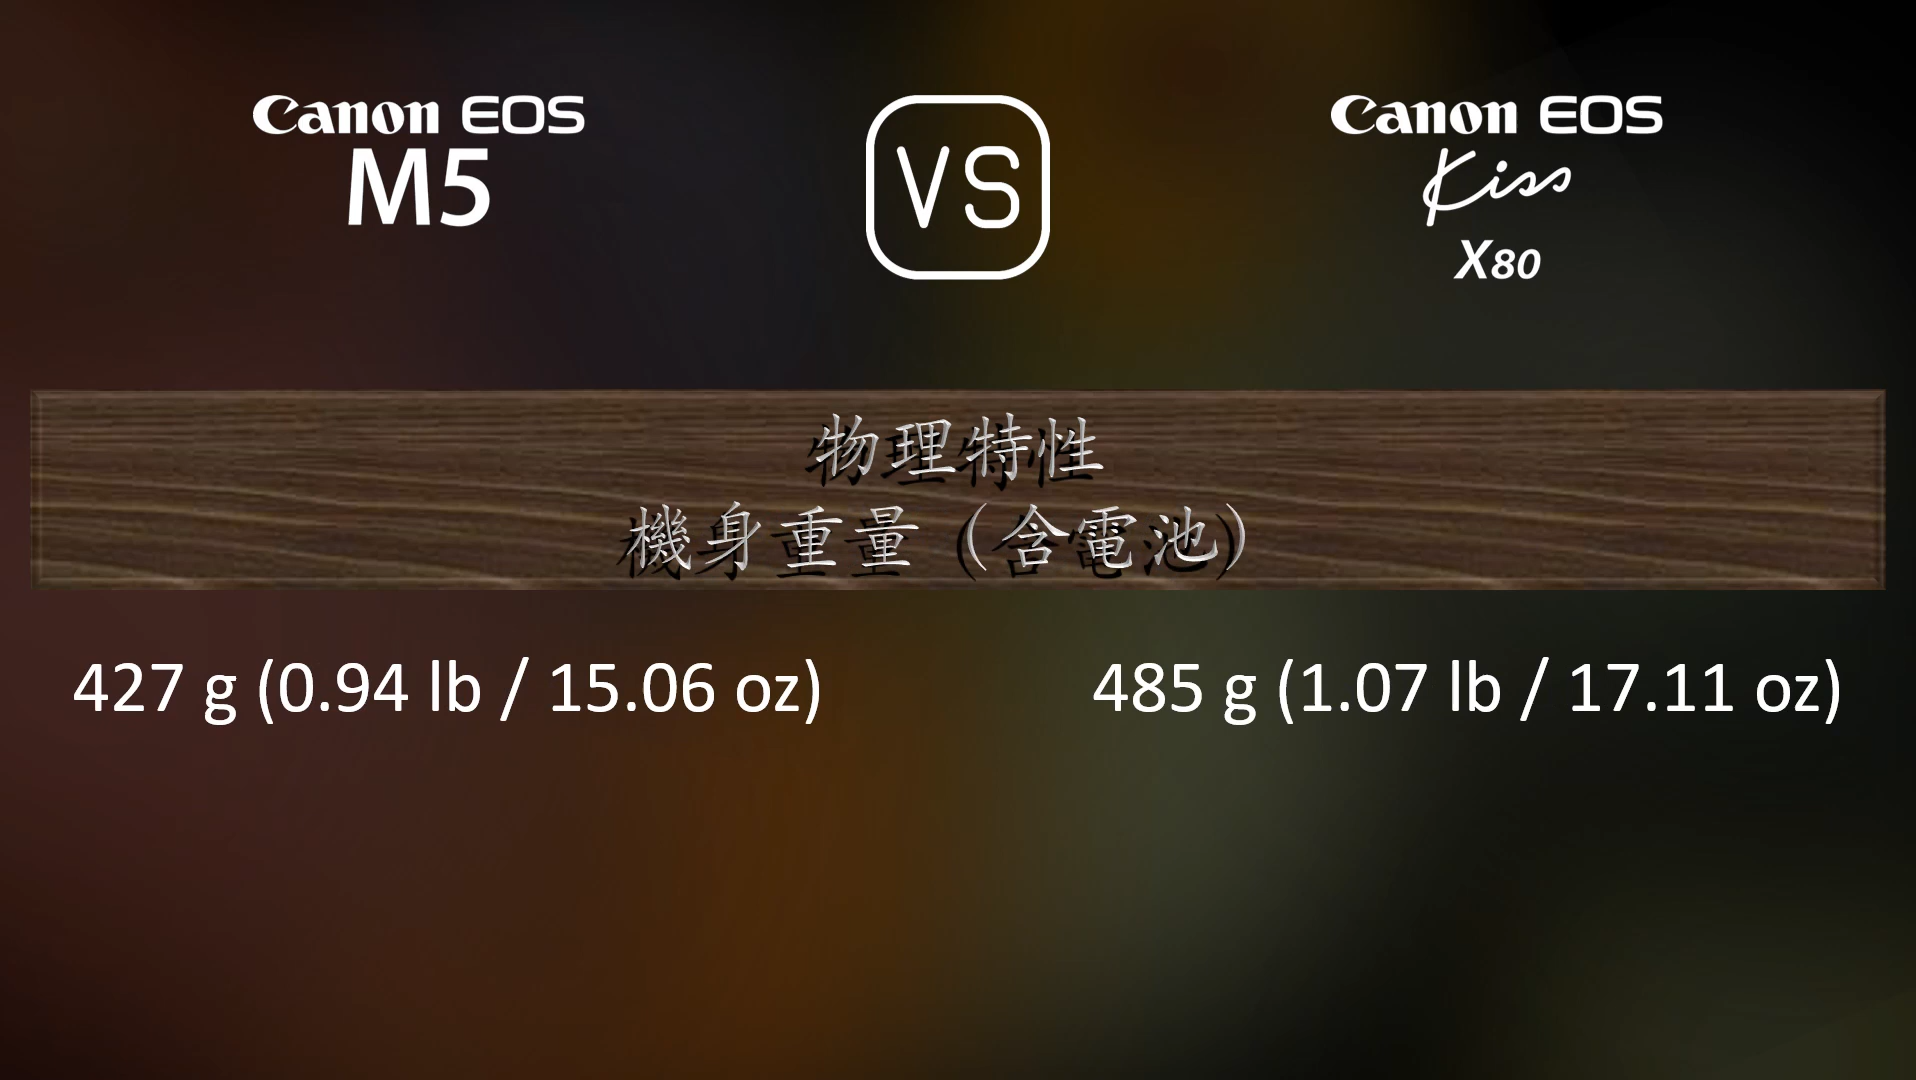 Canon EOS
M5
VS
Canon EOS
Kiss
X80
物理特性
機身重量（含電池）
427 g (0.94 lb / 15.06 oz)
485 g (1.07 lb / 17.11 oz)